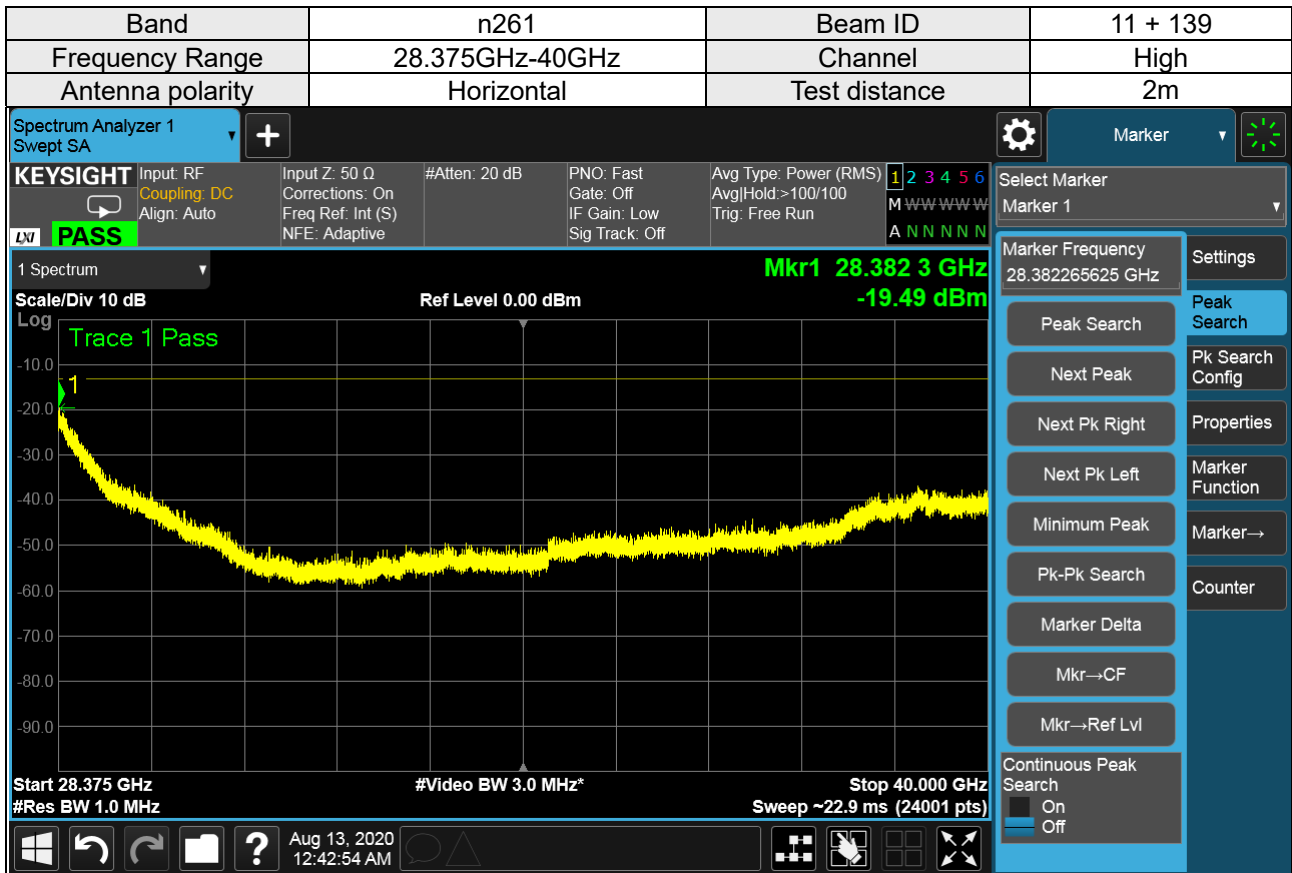 Band n261 Beam ID 11 + 139
Frequency Range 28.375GHz-40GHz Channel High
Antenna polarity Horizontal Test distance 2m
Spectrum Analyzer 1
Swept SA
+
Marker
KEYSIGHT
LXI
PASS
Input: RF
Coupling: DC
Align: Auto
Input Z: 50 Ω
Corrections: On
Freq Ref: Int (S)
NFE: Adaptive
#Atten: 20 dB
PNO: Fast
Gate: Off
IF Gain: Low
Sig Track: Off
Avg Type: Power (RMS)
Avg|Hold:>100/100
Trig: Free Run
1 2 3 4 5 6
M W W W W W
A N N N N N
Select Marker
Marker 1
1 Spectrum
Mkr1 28.382 3 GHz
Scale/Div 10 dB Ref Level 0.00 dBm -19.49 dBm
Log
Trace 1 Pass
1
-10.0
-20.0
-30.0
-40.0
-50.0
-60.0
-70.0
-80.0
-90.0
Start 28.375 GHz #Video BW 3.0 MHz* Stop 40.000 GHz
#Res BW 1.0 MHz Sweep ~22.9 ms (24001 pts)
Marker Frequency
28.382265625 GHz
Peak Search
Next Peak
Next Pk Right
Next Pk Left
Minimum Peak
Pk-Pk Search
Marker Delta
Mkr→CF
Mkr→Ref Lvl
Continuous Peak
Search
On
Off
Settings
Peak
Search
Pk Search
Config
Properties
Marker
Function
Marker→
Counter
?
Aug 13, 2020
12:42:54 AM